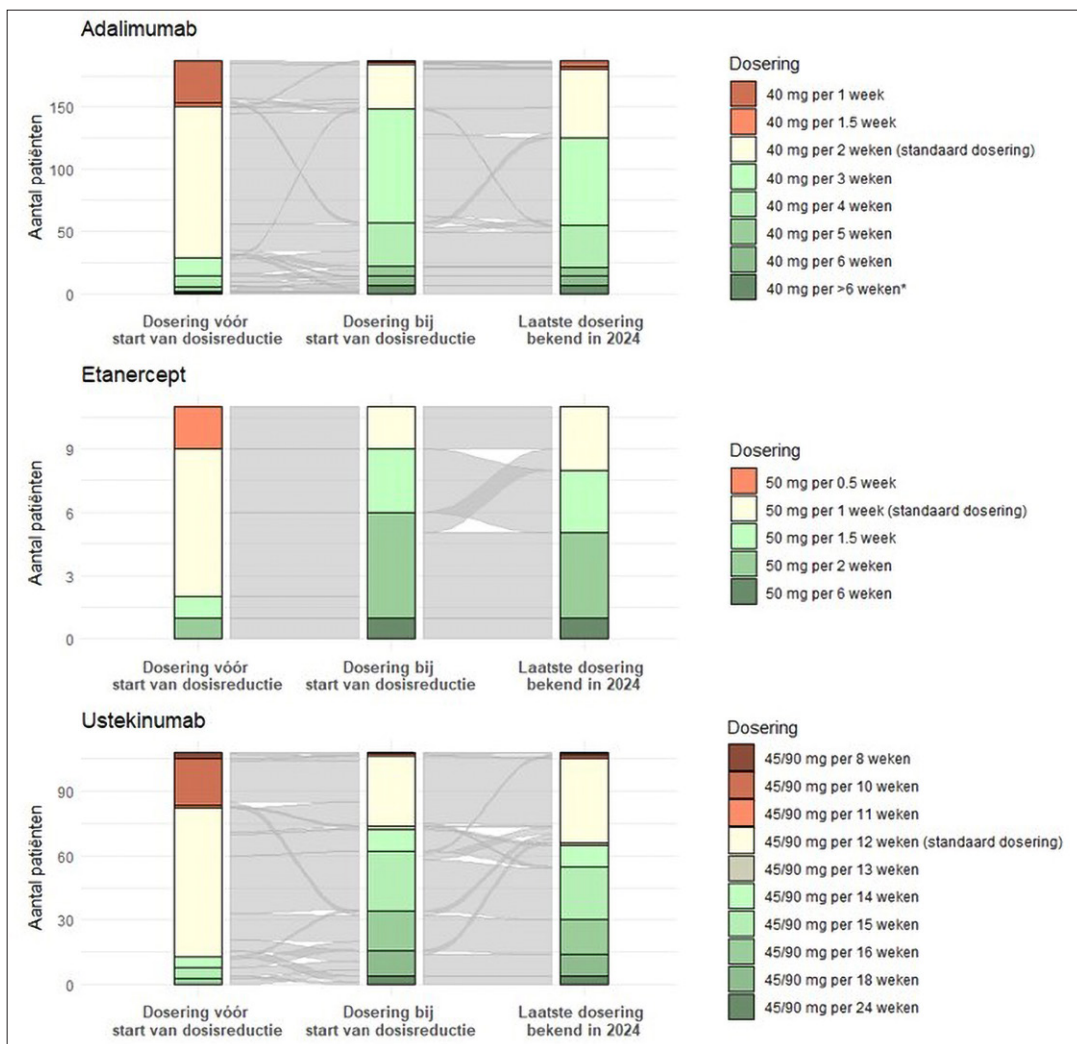 Adalimumab
Aantal patiënten
150
100
50
0
Dosering vóór
start van dosisreductie
Dosering bij
start van dosisreductie
Laatste dosering
bekend in 2024
Dosering
40 mg per 1 week
40 mg per 1.5 week
40 mg per 2 weken (standaard dosering)
40 mg per 3 weken
40 mg per 4 weken
40 mg per 5 weken
40 mg per 6 weken
40 mg per >6 weken*
Etanercept
Aantal patiënten
9
6
3
0
Dosering vóór
start van dosisreductie
Dosering bij
start van dosisreductie
Laatste dosering
bekend in 2024
Dosering
50 mg per 0.5 week
50 mg per 1 week (standaard dosering)
50 mg per 1.5 week
50 mg per 2 weken
50 mg per 6 weken
Ustekinumab
Aantal patiënten
90
60
30
0
Dosering vóór
start van dosisreductie
Dosering bij
start van dosisreductie
Laatste dosering
bekend in 2024
Dosering
45/90 mg per 8 weken
45/90 mg per 10 weken
45/90 mg per 11 weken
45/90 mg per 12 weken (standaard dosering)
45/90 mg per 13 weken
45/90 mg per 14 weken
45/90 mg per 15 weken
45/90 mg per 16 weken
45/90 mg per 18 weken
45/90 mg per 24 weken